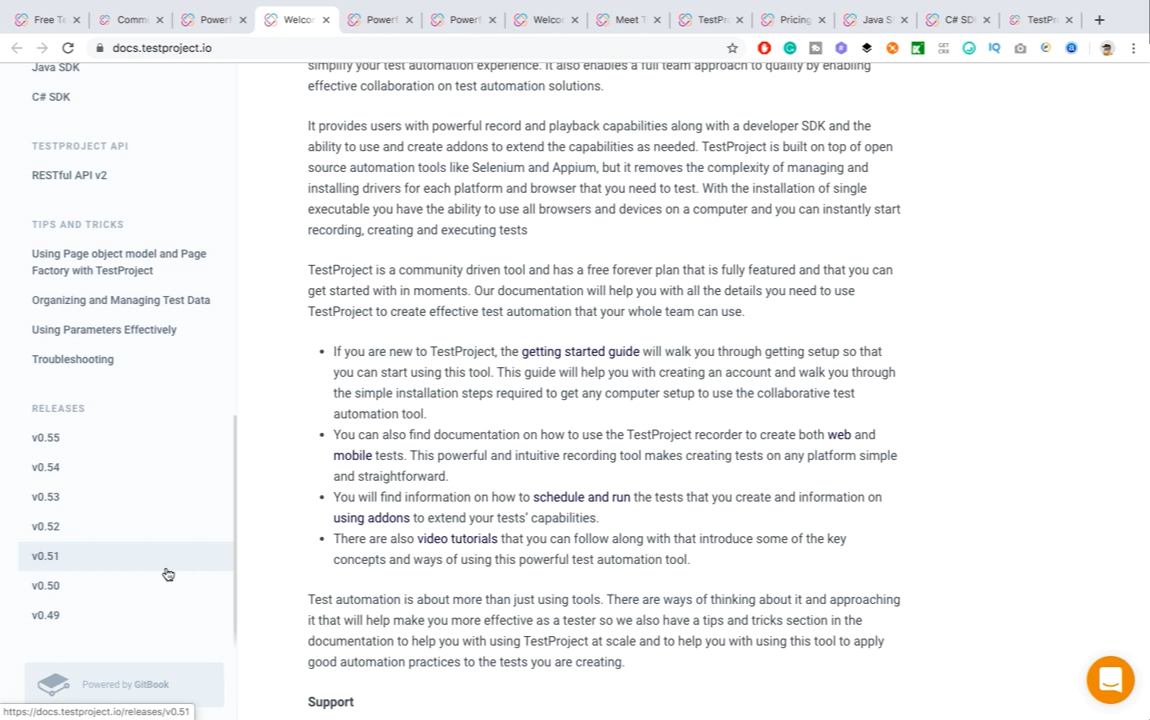 Free Te
Commu
Powerf
Welco
Powerf
Powerf
Welco
Meet T
TestPr
Pricing
Java S
C# SD
TestPr
docs.testproject.io
GET
CRX
IQ
Java SDK
C# SDK
TESTPROJECT API
RESTful API v2
TIPS AND TRICKS
Using Page object model and Page
Factory with TestProject
Organizing and Managing Test Data
Using Parameters Effectively
Troubleshooting
RELEASES
v0.55
v0.54
v0.53
v0.52
v0.51
v0.50
v0.49
Powered by GitBook
https://docs.testproject.io/releases/v0.51
simplify your test automation experience. It also enables a full team approach to quality by enabling
effective collaboration on test automation solutions.
It provides users with powerful record and playback capabilities along with a developer SDK and the
ability to use and create addons to extend the capabilities as needed. TestProject is built on top of open
source automation tools like Selenium and Appium, but it removes the complexity of managing and
installing drivers for each platform and browser that you need to test. With the installation of single
executable you have the ability to use all browsers and devices on a computer and you can instantly start
recording, creating and executing tests
TestProject is a community driven tool and has a free forever plan that is fully featured and that you can
get started with in moments. Our documentation will help you with all the details you need to use
TestProject to create effective test automation that your whole team can use.
• If you are new to TestProject, the getting started guide will walk you through getting setup so that
you can start using this tool. This guide will help you with creating an account and walk you through
the simple installation steps required to get any computer setup to use the collaborative test
automation tool.
• You can also find documentation on how to use the TestProject recorder to create both web and
mobile tests. This powerful and intuitive recording tool makes creating tests on any platform simple
and straightforward.
• You will find information on how to schedule and run the tests that you create and information on
using addons to extend your tests' capabilities.
• There are also video tutorials that you can follow along with that introduce some of the key
concepts and ways of using this powerful test automation tool.
Test automation is about more than just using tools. There are ways of thinking about it and approaching
it that will help make you more effective as a tester so we also have a tips and tricks section in the
documentation to help you with using TestProject at scale and to help you with using this tool to apply
good automation practices to the tests you are creating.
Support